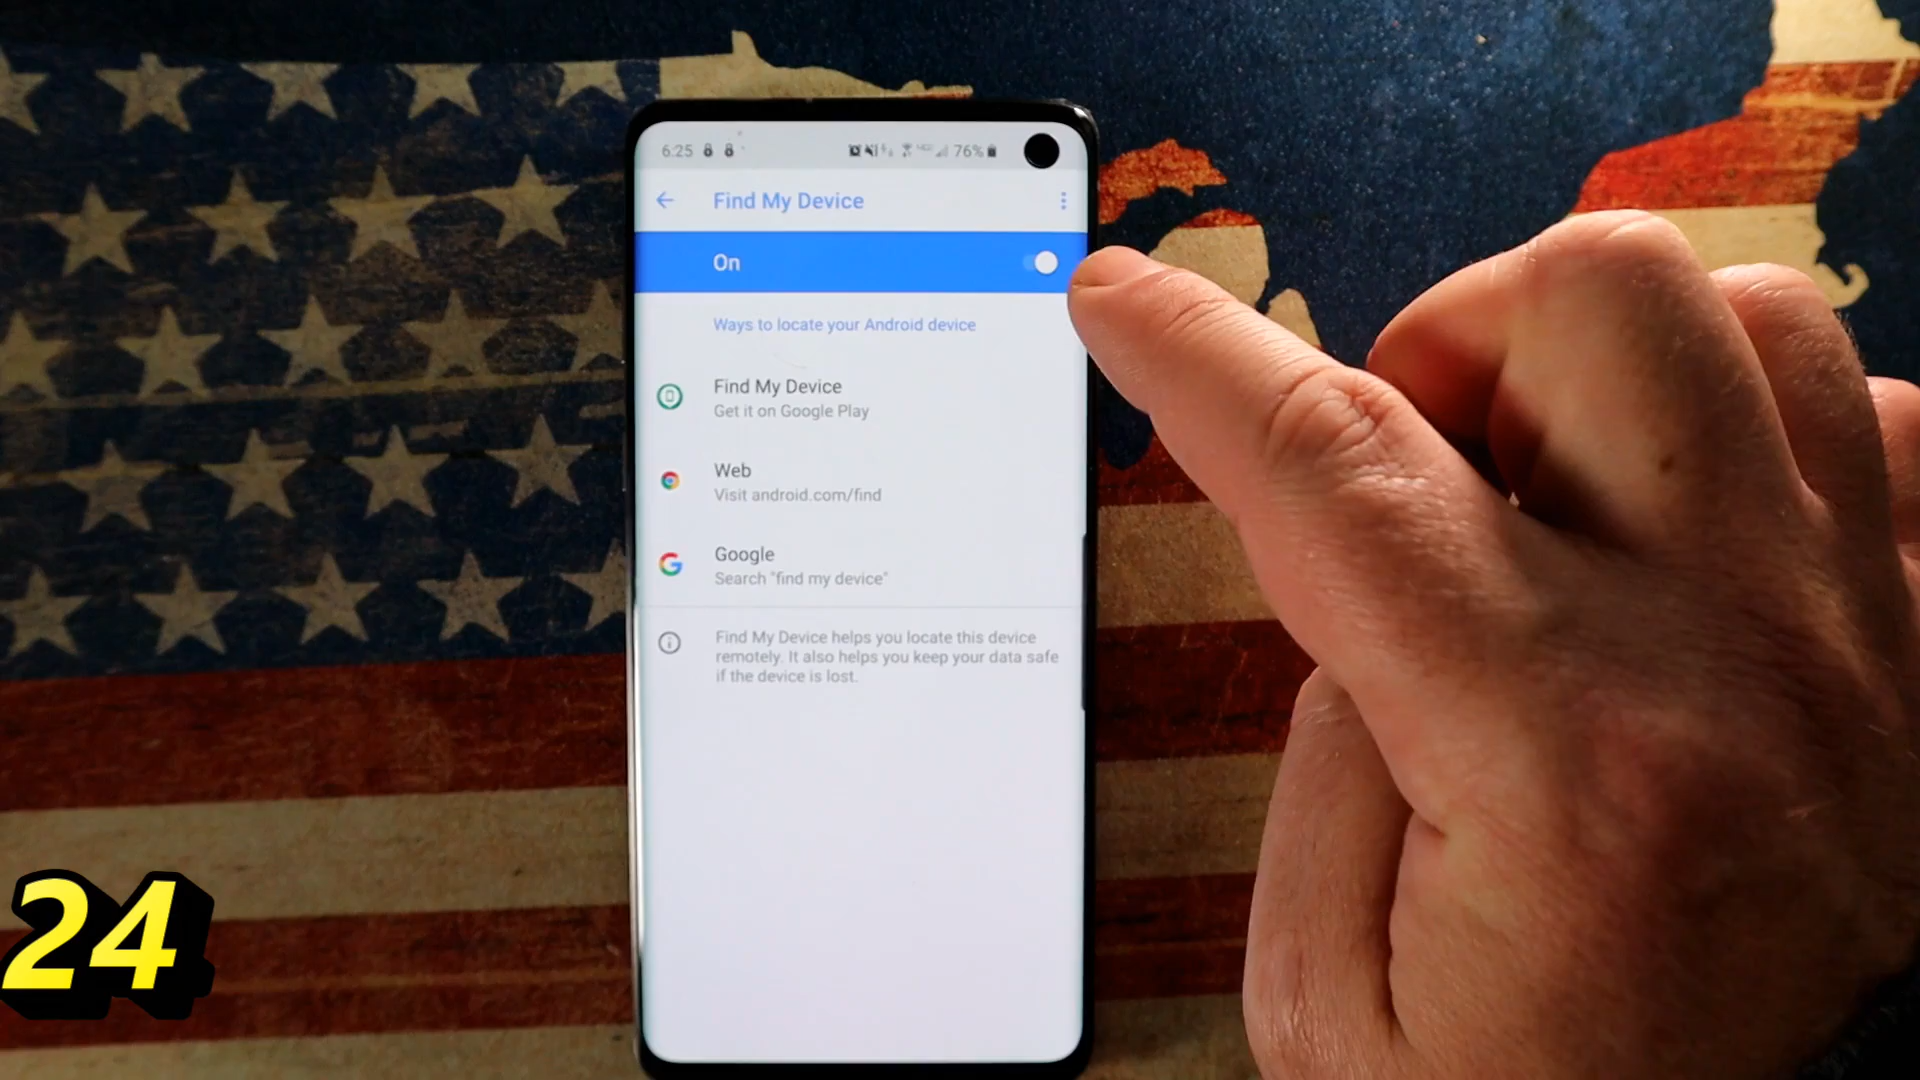 6:25
76%
Find My Device
On
Ways to locate your Android device
Find My Device
Get it on Google Play
Web
Visit android.com/find
Google
Search "find my device"
Find My Device helps you locate this device
remotely. It also helps you keep your data safe
if the device is lost.
24